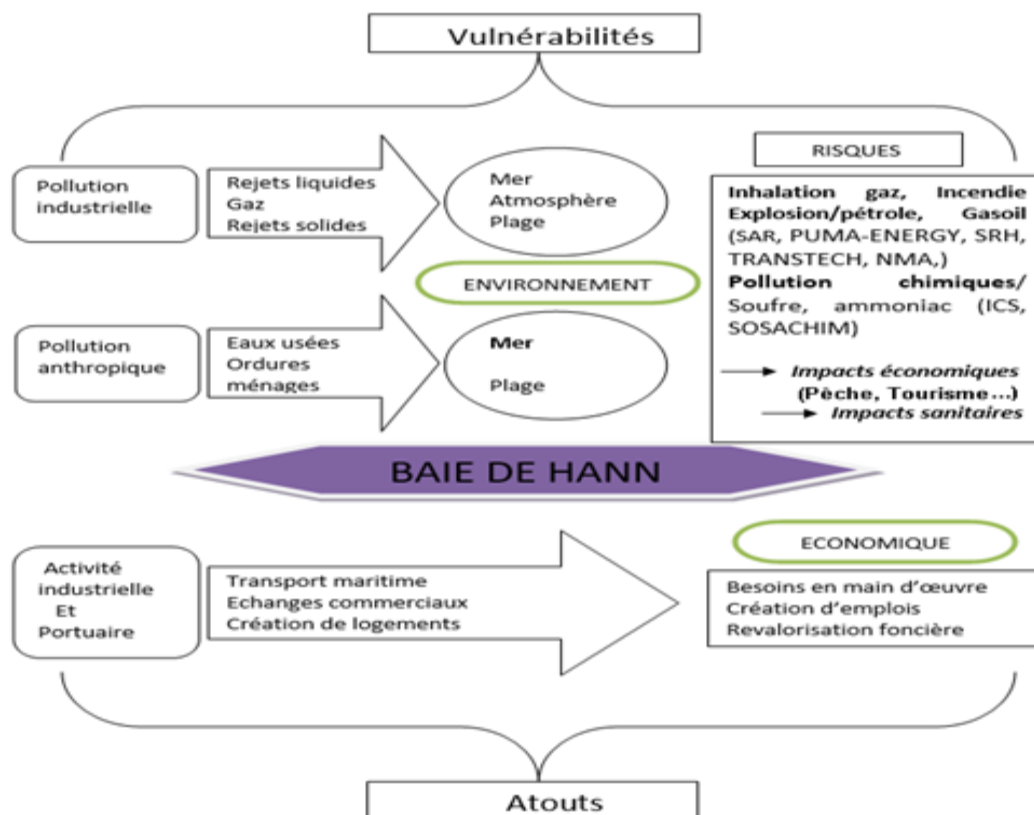 Vulnérabilités
Pollution
industrielle
Rejets liquides
Gaz
Rejets solides
Mer
Atmosphère
Plage
RISQUES
Inhalation gaz, Incendie
Explosion/pétrole, Gasoil
(SAR, PUMA-ENERGY, SRH,
TRANSTECH, NMA,)
Pollution chimiques/
Soufre, ammoniac (ICS,
SOSACHIM)
Impacts économiques
(Pèche, Tourisme...)
Impacts sanitaires
ENVIRONNEMENT
Pollution
anthropique
Eaux usées
Ordures
ménages
Mer
Plage
BAIE DE HANN
Activité
industrielle
Et
Portuaire
Transport maritime
Echanges commerciaux
Création de logements
ECONOMIQUE
Besoins en main d'œuvre
Création d'emplois
Revalorisation foncière
Atouts